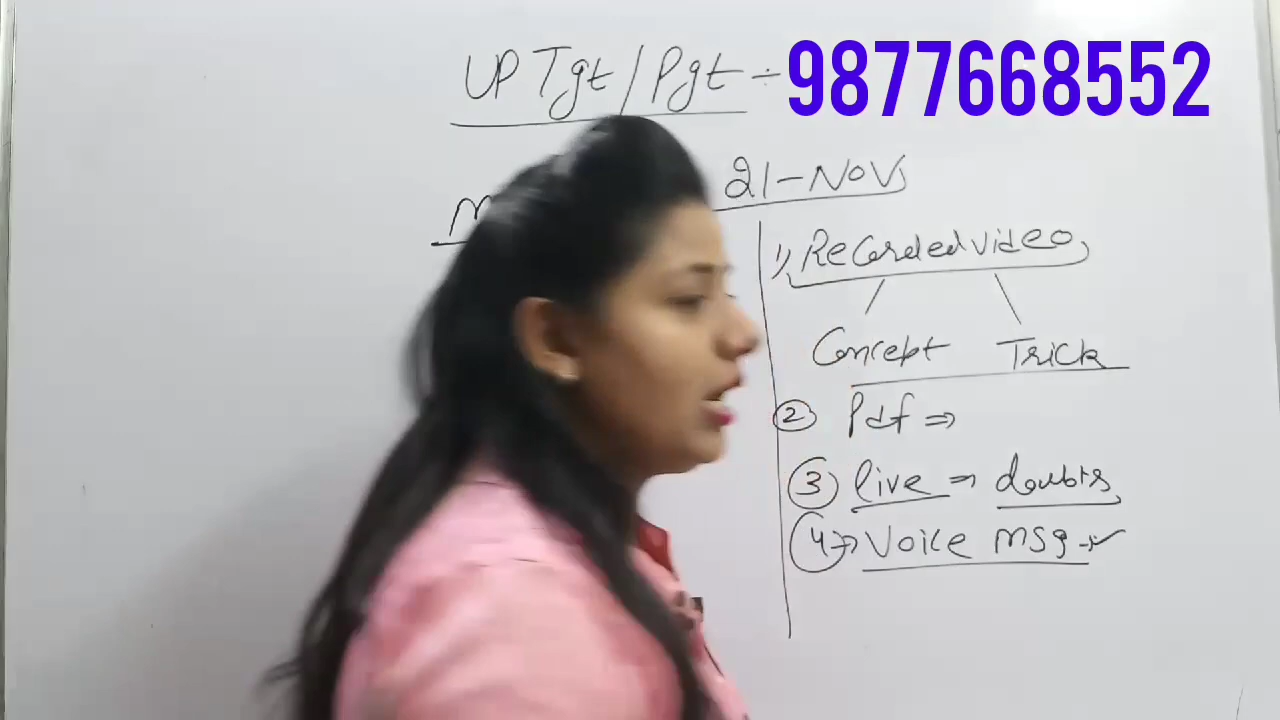 UP Tgt / Pgt ÷ 9877668552
21-NOV
1) Recorded video
Concept Trick
2 Pdf ⇒
3 live ⇒ doubts
4 ⇒ Voice msg → ✓